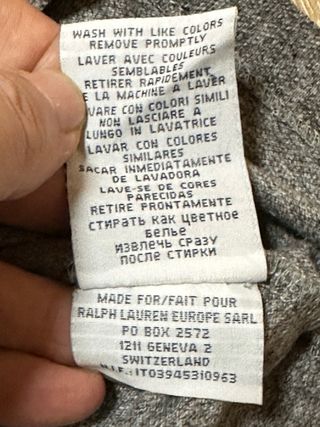 WASH WITH LIKE COLORS
REMOVE PROMPTLY
LAVER AVEC COULEURS
SEMBLABLES
RETIRER RAPIDEMENT
LA MACHINE A LAVER
VARE CON COLORI SIMILI
NON LASCIARE A
LUNGO IN LAVATRICE
LAVAR CON COLORES
SIMILARES
SACAR INMEDIATAMENTE
DE LAVADORA
LAVE-SE DE CORES
PARECIDAS
RETIRE PRONTAMENTE
СТИРАТЬ КАК ЦВЕТНОЕ
БЕЛЬЕ
ИЗВЛЕЧЬ СРАЗУ
ПОСЛЕ СТИРКИ
MADE FOR/FAIT POUR
RALPH LAUREN EUROPE SARL
PO BOX 2572
1211 GENEVA 2
SWITZERLAND
N.I.F.:IT03945310963